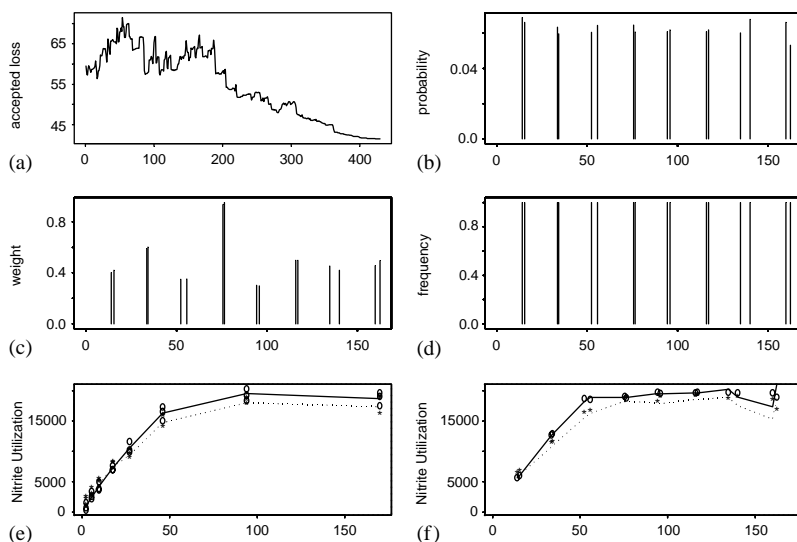 accepted loss
65
55
45
0 100 200 300 400
(a)
probability
0.04
0.0
0 50 100 150
(b)
weight
0.8
0.4
0.0
0 50 100 150
(c)
frequency
0.8
0.4
0.0
0 50 100 150
(d)
Nitrite Utilization
15000
5000
0
0 50 100 150
(e)
Nitrite Utilization
15000
5000
0
0 50 100 150
(f)